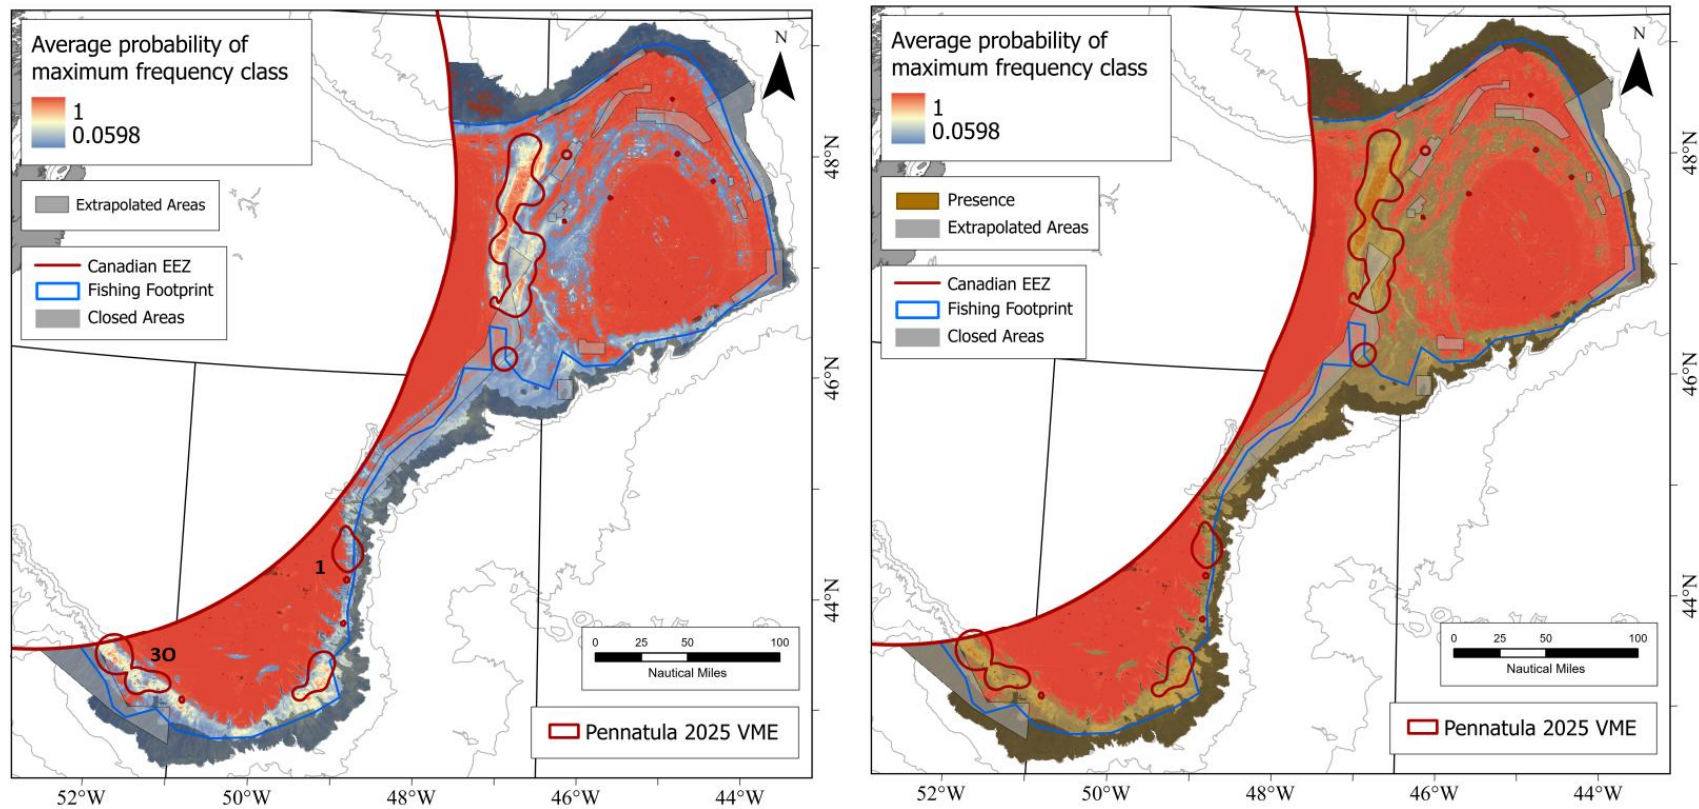 Average probability of
maximum frequency class
1
0.0598
Extrapolated Areas
Canadian EEZ
Fishing Footprint
Closed Areas
N
48°N
46°N
44°N
1
3O
0 25 50 100
Nautical Miles
Pennatula 2025 VME
52°W 50°W 48°W 46°W 44°W
Average probability of
maximum frequency class
1
0.0598
Presence
Extrapolated Areas
Canadian EEZ
Fishing Footprint
Closed Areas
N
48°N
46°N
44°N
0 25 50 100
Nautical Miles
Pennatula 2025 VME
52°W 50°W 48°W 46°W 44°W